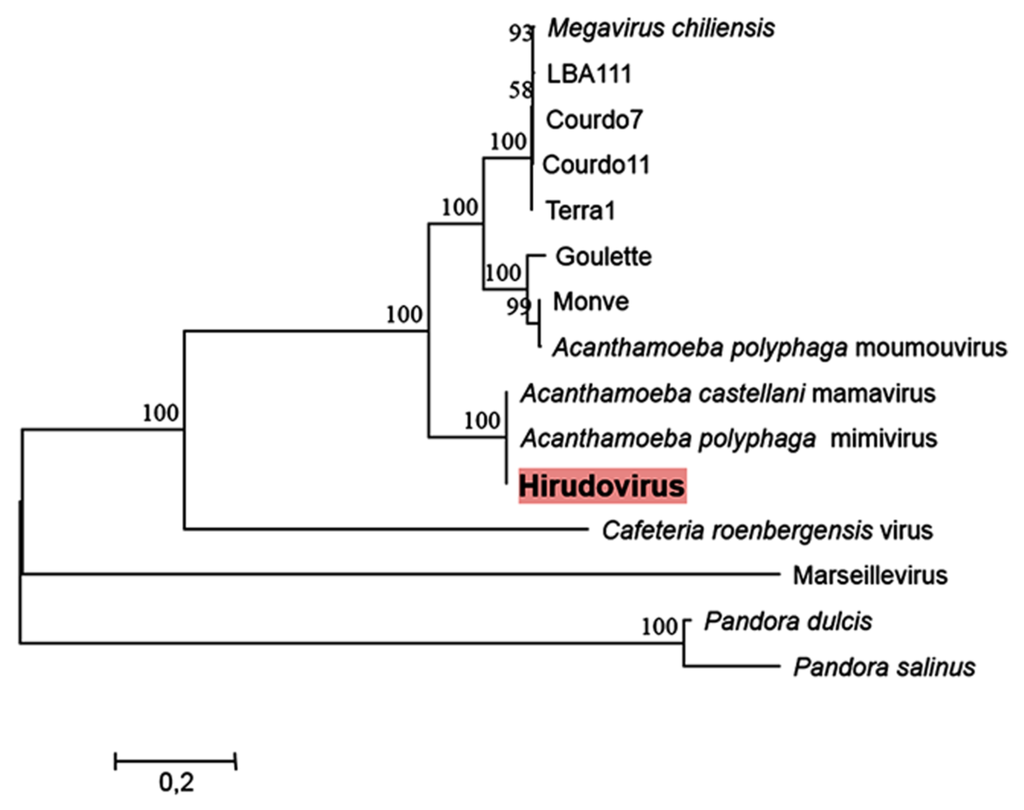 93
Megavirus chiliensis
LBA111
58
Courdo7
100
Courdo11
100
Terra1
Goulette
100
99
Monve
100
Acanthamoeba polyphaga moumouvirus
Acanthamoeba castellani mamavirus
100
100
Acanthamoeba polyphaga mimivirus
Hirudovirus
Cafeteria roenbergensis virus
Marseillevirus
100
Pandora dulcis
Pandora salinus
0,2